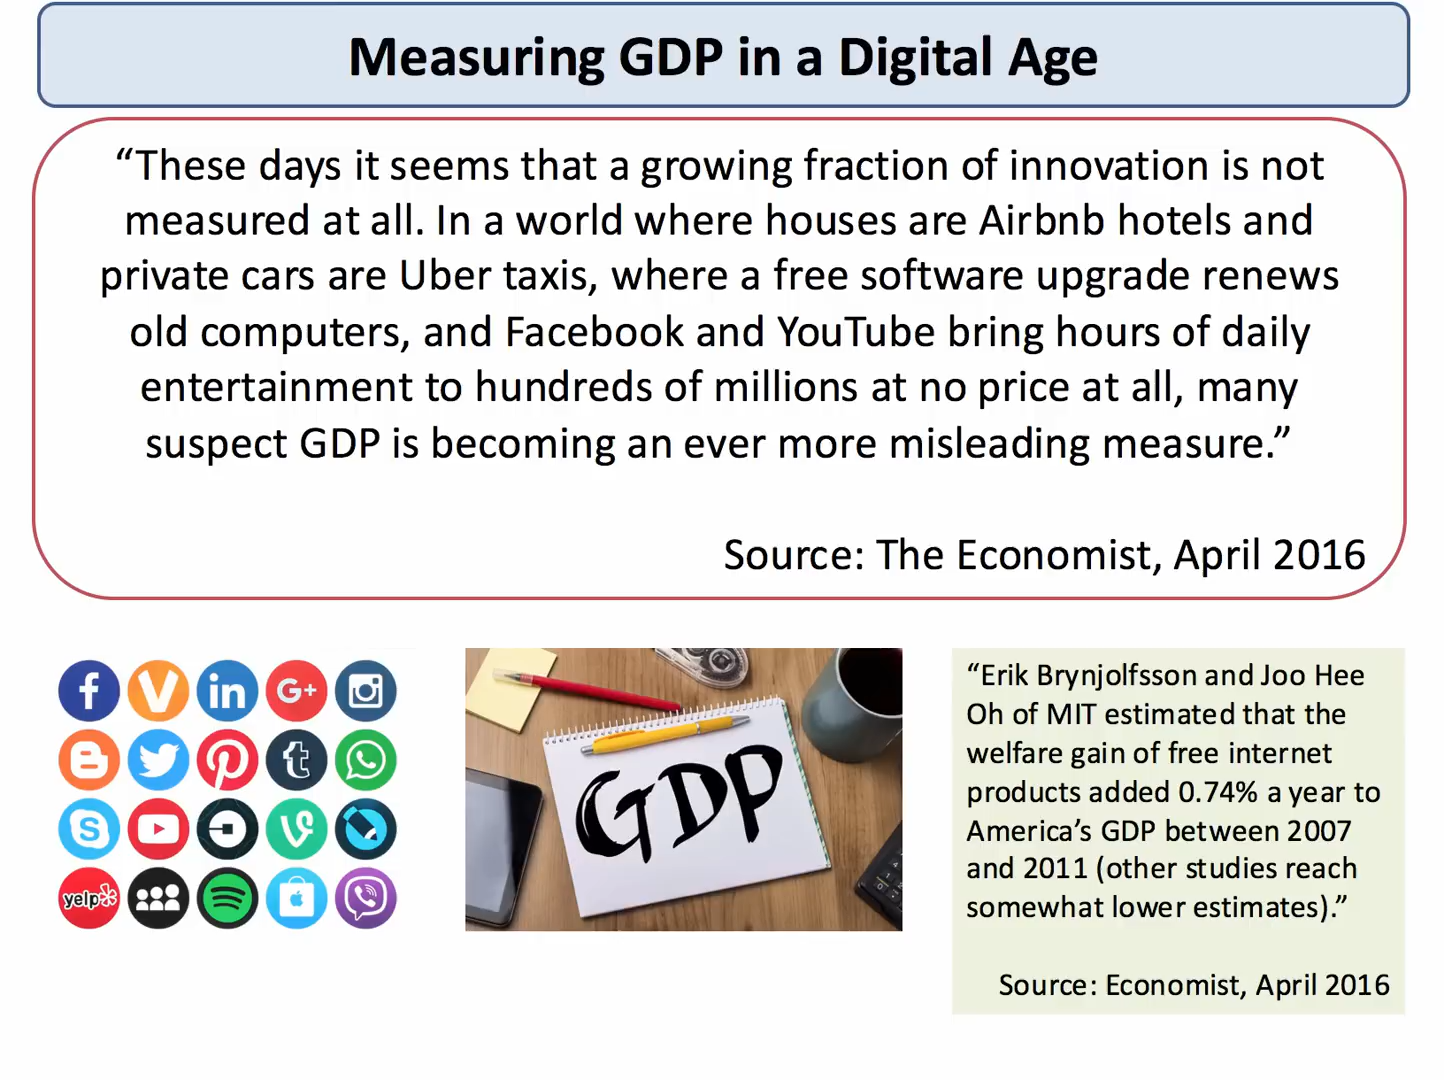 Measuring GDP in a Digital Age
“These days it seems that a growing fraction of innovation is not
measured at all. In a world where houses are Airbnb hotels and
private cars are Uber taxis, where a free software upgrade renews
old computers, and Facebook and YouTube bring hours of daily
entertainment to hundreds of millions at no price at all, many
suspect GDP is becoming an ever more misleading measure.”
Source: The Economist, April 2016
f
in
G+
t
yelp
GDP
“Erik Brynjolfsson and Joo Hee
Oh of MIT estimated that the
welfare gain of free internet
products added 0.74% a year to
America’s GDP between 2007
and 2011 (other studies reach
somewhat lower estimates).”
Source: Economist, April 2016